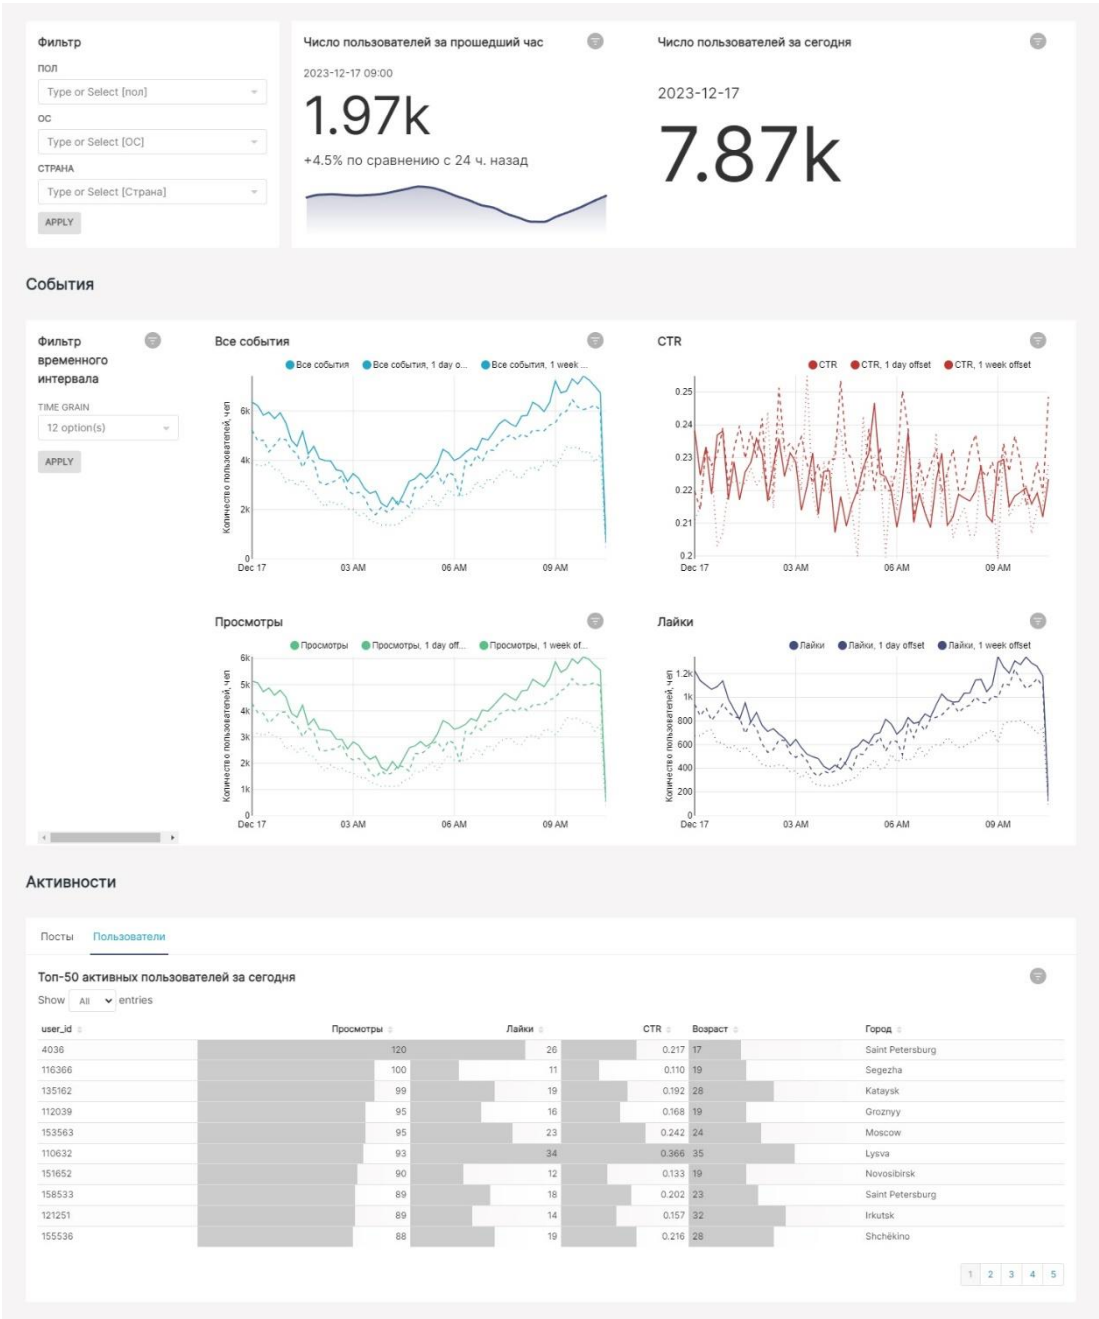 Фильтр
ПОЛ
Type or Select [пол]
ОС
Type or Select [ОС]
СТРАНА
Type or Select [Страна]
APPLY
Число пользователей за прошедший час
2023-12-17 09:00
1.97k
+4.5% по сравнению с 24 ч. назад
Число пользователей за сегодня
2023-12-17
7.87k
События
Фильтр
временного
интервала
TIME GRAIN
12 option(s)
APPLY
Все события
Все события Все события, 1 day o... Все события, 1 week ...
Количество пользователей, чел
6k
4k
2k
0
Dec 17 03 AM 06 AM 09 AM
CTR
CTR CTR, 1 day offset CTR, 1 week offset
0.25
0.24
0.23
0.22
0.21
0.2
Dec 17 03 AM 06 AM 09 AM
Просмотры
Просмотры Просмотры, 1 day off... Просмотры, 1 week of...
Количество пользователей, чел
6k
5k
4k
3k
2k
1k
0
Dec 17 03 AM 06 AM 09 AM
Лайки
Лайки Лайки, 1 day offset Лайки, 1 week offset
Количество пользователей, чел
1.2k
1k
800
600
400
200
0
Dec 17 03 AM 06 AM 09 AM
Активности
Посты Пользователи
Топ-50 активных пользователей за сегодня
Show All entries
user_id Просмотры Лайки CTR Возраст Город
4036 120 26 0.217 17 Saint Petersburg
116366 100 11 0.110 19 Segezha
135162 99 19 0.192 28 Kataysk
112039 95 16 0.168 19 Groznyy
153563 95 23 0.242 24 Moscow
110632 93 34 0.366 35 Lysva
151652 90 12 0.133 19 Novosibirsk
158533 89 18 0.202 23 Saint Petersburg
121251 89 14 0.157 32 Irkutsk
155536 88 19 0.216 28 Shchëkino
1 2 3 4 5